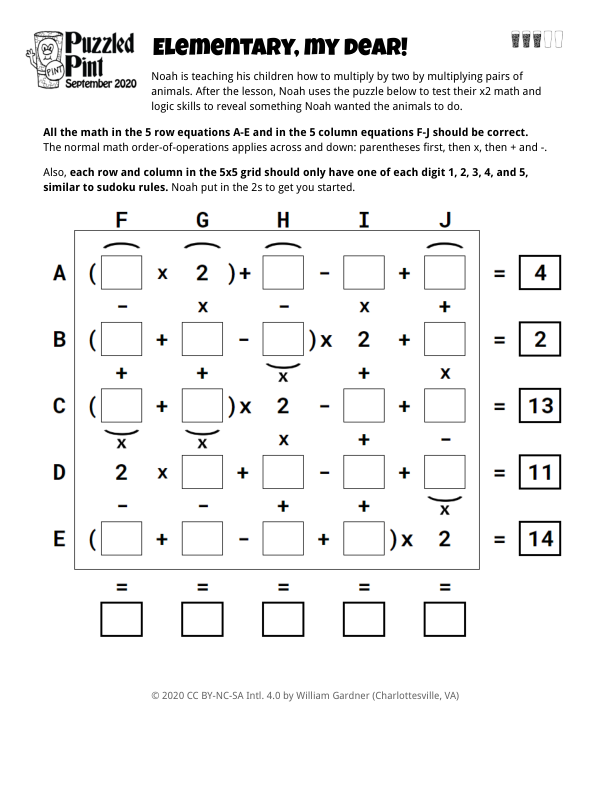 Puzzled
Pint
September 2020
PINT
Elementary, my Dear!
Noah is teaching his children how to multiply by two by multiplying pairs of
animals. After the lesson, Noah uses the puzzle below to test their x2 math and
logic skills to reveal something Noah wanted the animals to do.
All the math in the 5 row equations A-E and in the 5 column equations F-J should be correct.
The normal math order-of-operations applies across and down: parentheses first, then x, then + and -.
Also, each row and column in the 5x5 grid should only have one of each digit 1, 2, 3, 4, and 5,
similar to sudoku rules. Noah put in the 2s to get you started.
F G H I J
A ( x 2 ) + - + = 4
- x - x +
B ( + - ) x 2 + = 2
+ + x + x
C ( + ) x 2 - + = 13
x x x + -
D 2 x + - + = 11
- - + + x
E ( + - + ) x 2 = 14
= = = = =
© 2020 CC BY-NC-SA Intl. 4.0 by William Gardner (Charlottesville, VA)